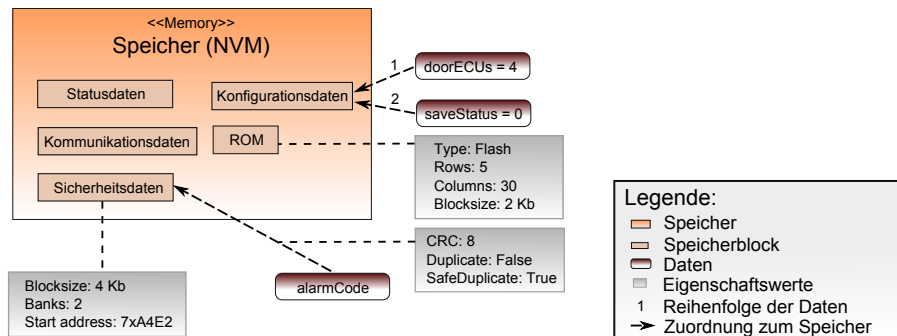 <<Memory>>
Speicher (NVM)
Statusdaten
Konfigurationsdaten
Kommunikationsdaten
ROM
Sicherheitsdaten
1
doorECUs = 4
2
saveStatus = 0
Type: Flash
Rows: 5
Columns: 30
Blocksize: 2 Kb
CRC: 8
Duplicate: False
SafeDuplicate: True
alarmCode
Blocksize: 4 Kb
Banks: 2
Start address: 7xA4E2
Legende:
Speicher
Speicherblock
Daten
Eigenschaftswerte
1 Reihenfolge der Daten
Zuordnung zum Speicher